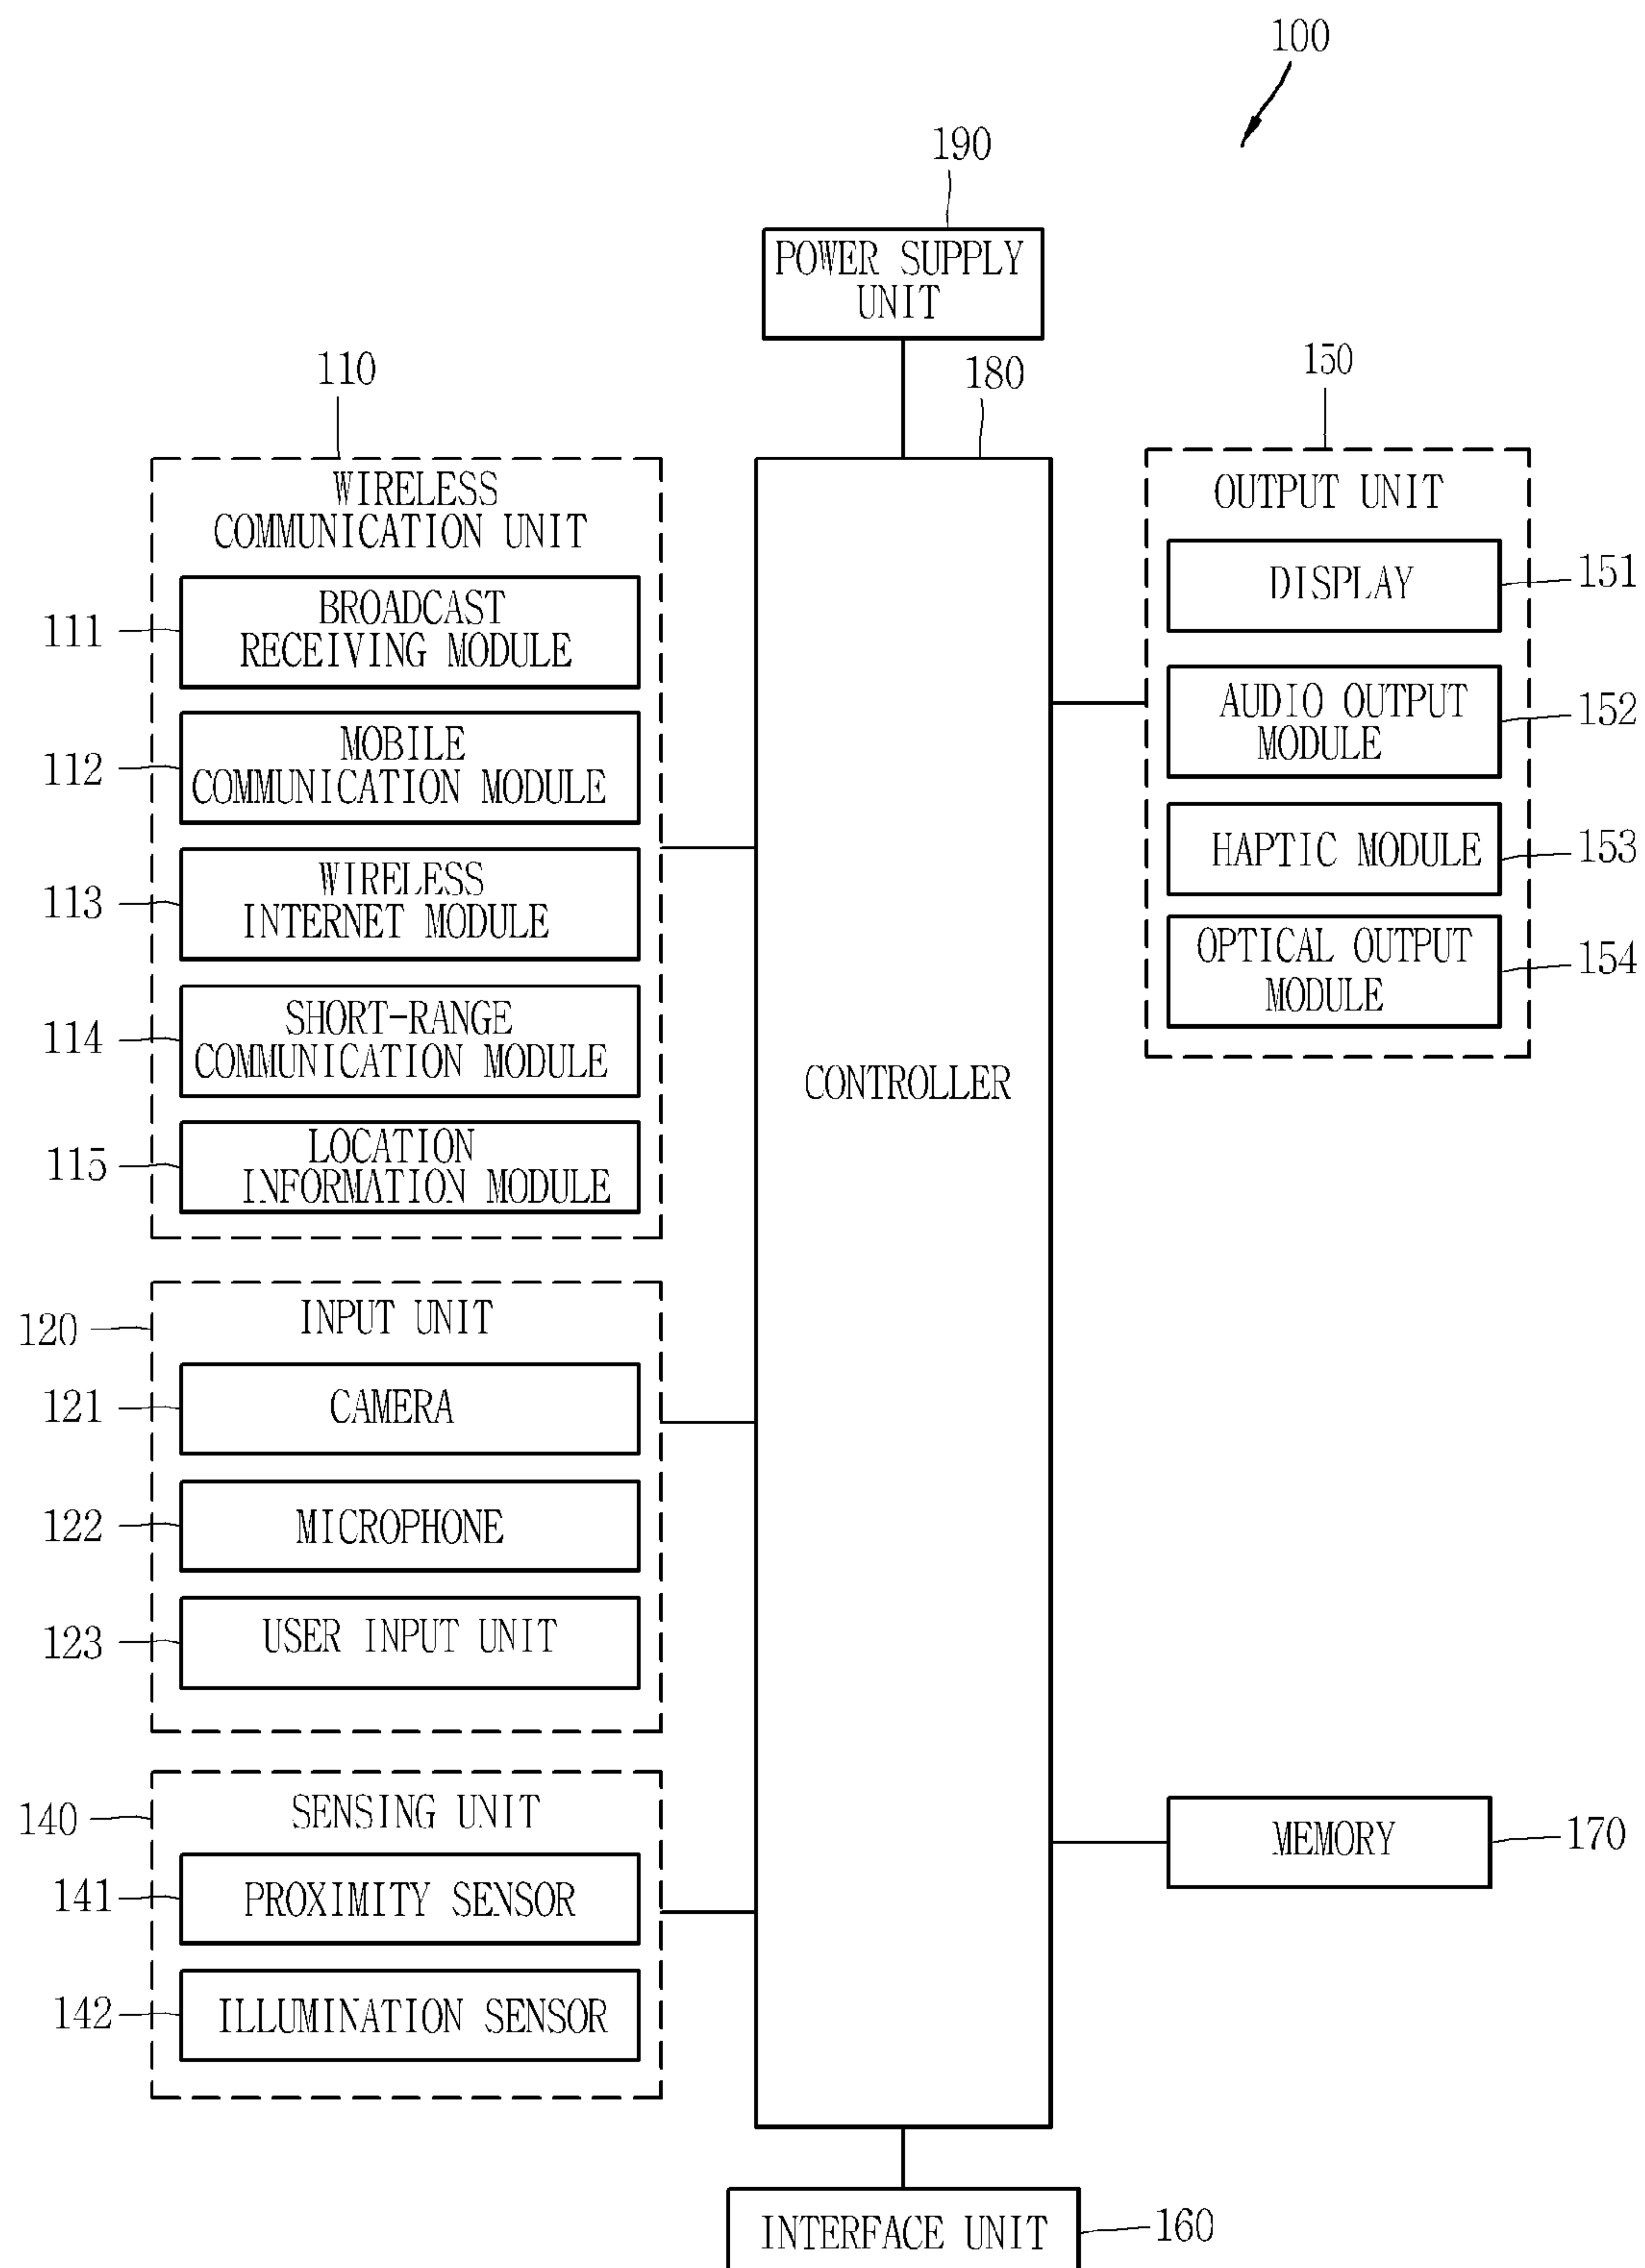 100
190
POWER SUPPLY
UNIT
110
180
150
WIRELESS
COMMUNICATION UNIT
111
BROADCAST
RECEIVING MODULE
112
MOBILE
COMMUNICATION MODULE
113
WIRELESS
INTERNET MODULE
114
SHORT-RANGE
COMMUNICATION MODULE
115
LOCATION
INFORMATION MODULE
120
INPUT UNIT
121
CAMERA
122
MICROPHONE
123
USER INPUT UNIT
140
SENSING UNIT
141
PROXIMITY SENSOR
142
ILLUMINATION SENSOR
CONTROLLER
OUTPUT UNIT
DISPLAY
151
AUDIO OUTPUT
MODULE
152
HAPTIC MODULE
153
OPTICAL OUTPUT
MODULE
154
MEMORY
170
INTERFACE UNIT
160